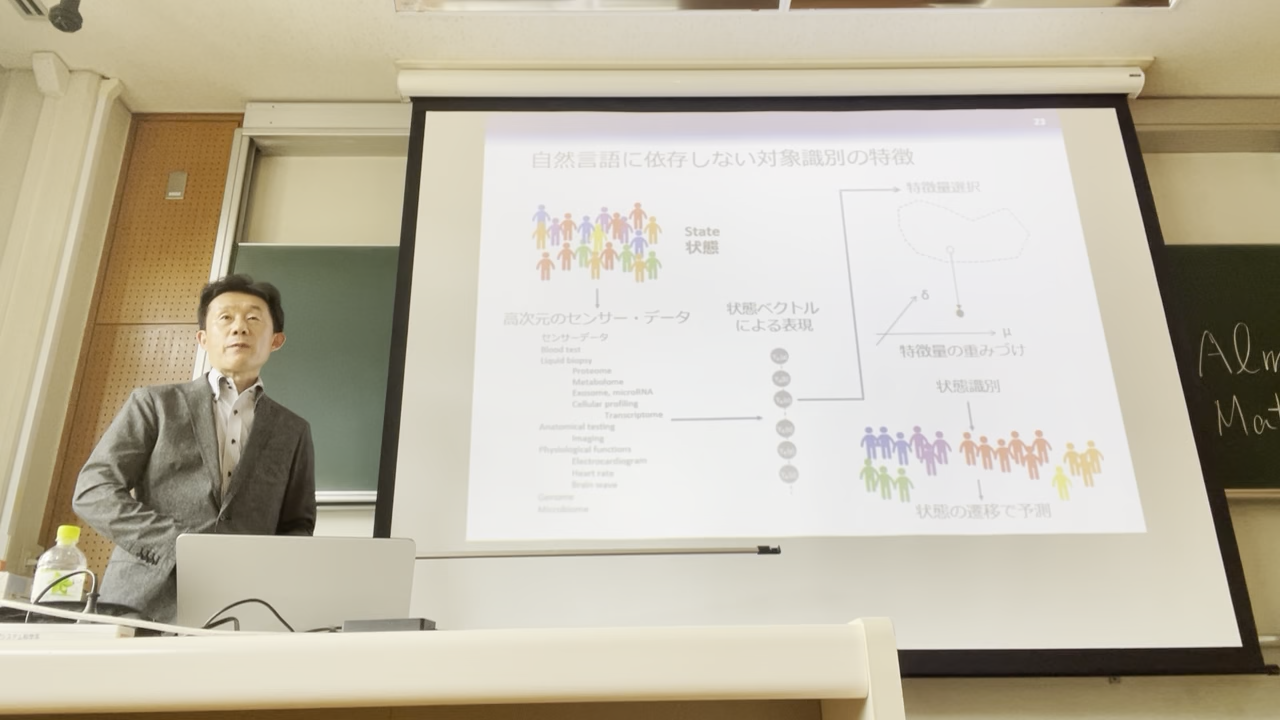 23
自然言語に依存しない対象識別の特徴
State
状態
高次元のセンサー・データ
センサーデータ
Blood test
Liquid biopsy
Proteome
Metabolome
Exosome, microRNA
Cellular profiling
Transcriptome
Anatomical testing
Imaging
Physiological functions
Electrocardiogram
Heart rate
Brain-wave
Genome
Microbiome
状態ベクトル
による表現
特徴量選択
δ
μ
特徴量の重みづけ
状態識別
状態の遷移で予測